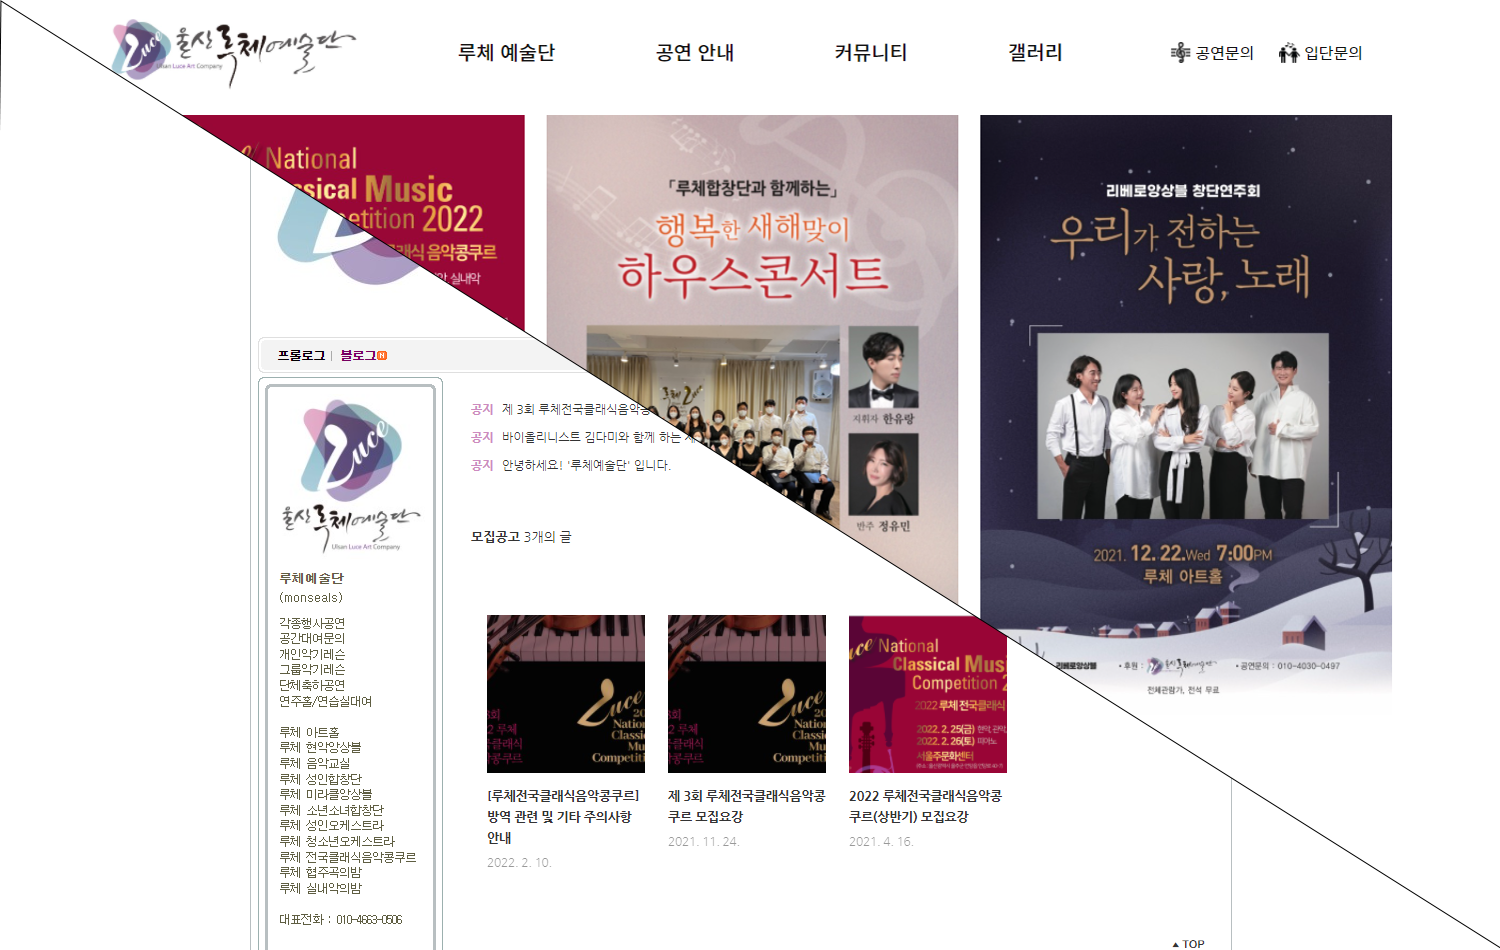 Luce
울산루체예술단
Ulsan Luce Art Company
루체 예술단
공연 안내
커뮤니티
갤러리
공연문의
입단문의
National
Music
Competition 2022
클래식 음악콩쿠르
실내악
「루체합창단과 함께하는」
행복한 새해맞이
하우스콘서트
지휘자 한유랑
반주 정유민
리베로앙상블 창단연주회
우리가 전하는
사랑, 노래
2021. 12. 22.Wed 7:00PM
루체 아트홀
리베로앙상블
• 후원 : 울산루체예술단
• 공연문의 : 010-4030-0497
전체관람가, 전석 무료
프롤로그 | 블로그
Luce
울산루체예술단
Ulsan Luce Art Company
루체예술단
(monseals)
각종행사공연
공간대여문의
개인악기레슨
그룹악기레슨
단체축하공연
연주홀/연습실대여
루체 아트홀
루체 현악앙상블
루체 음악교실
루체 성인합창단
루체 미라클앙상블
루체 소년소녀합창단
루체 성인오케스트라
루체 청소년오케스트라
루체 전국클래식음악콩쿠르
루체 협주곡의밤
루체 실내악의밤
대표전화 : 010-4663-0506
공지 제 3회 루체전국클래식음악콩
공지 바이올리니스트 김다미와 함께 하는
공지 안녕하세요! '루체예술단' 입니다.
모집공고 3개의 글
[루체전국클래식음악콩쿠르]
방역 관련 및 기타 주의사항
안내
2022. 2. 10.
제 3회 루체전국클래식음악콩
쿠르 모집요강
2021. 11. 24.
National
Classical Musi
Competition 2
2022 루체 전국클래식
2022. 2. 25(금) 현악, 관악,
2022. 2. 26(토) 피아노
서울주문화센터
2022 루체전국클래식음악콩
쿠르(상반기) 모집요강
2021. 4. 16.
▲ TOP